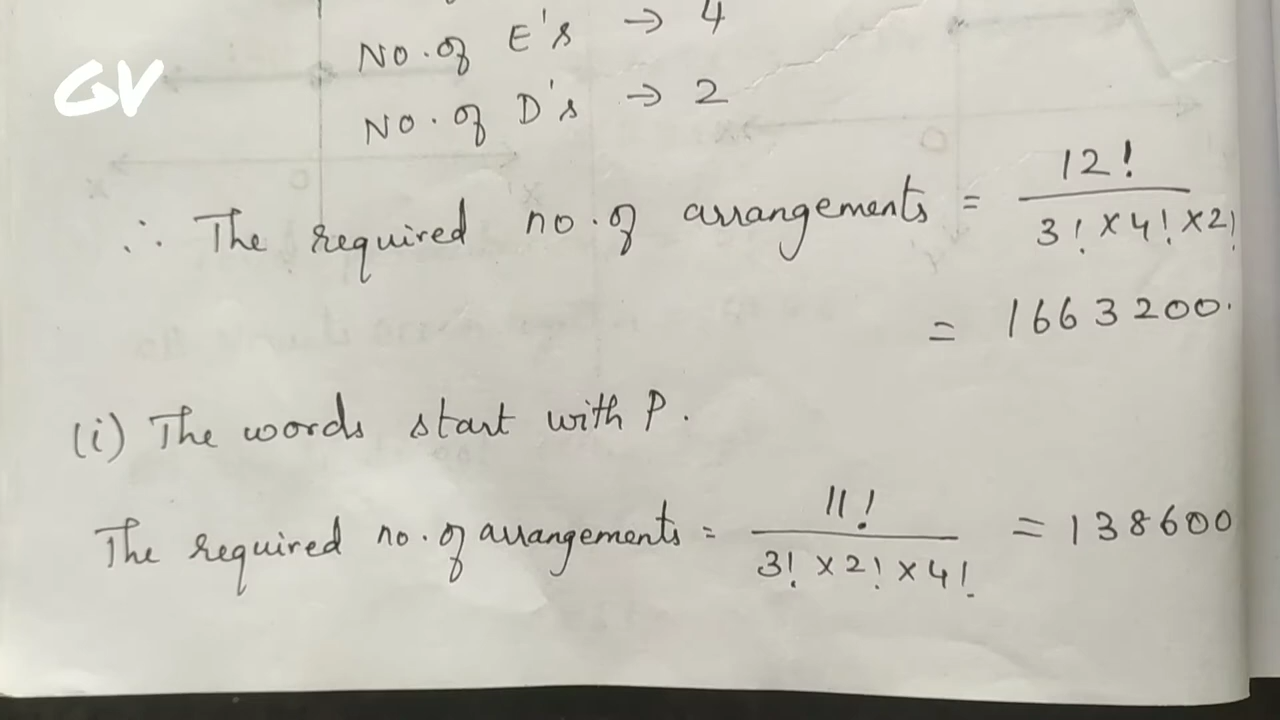 No. of E's → 4
GV
No. of D's → 2
∴ The required no. of arrangements = 12! / 3! × 4! × 2!
= 1663200.
(i) The words start with P.
The required no. of arrangements = 11! / 3! × 2! × 4! = 138600